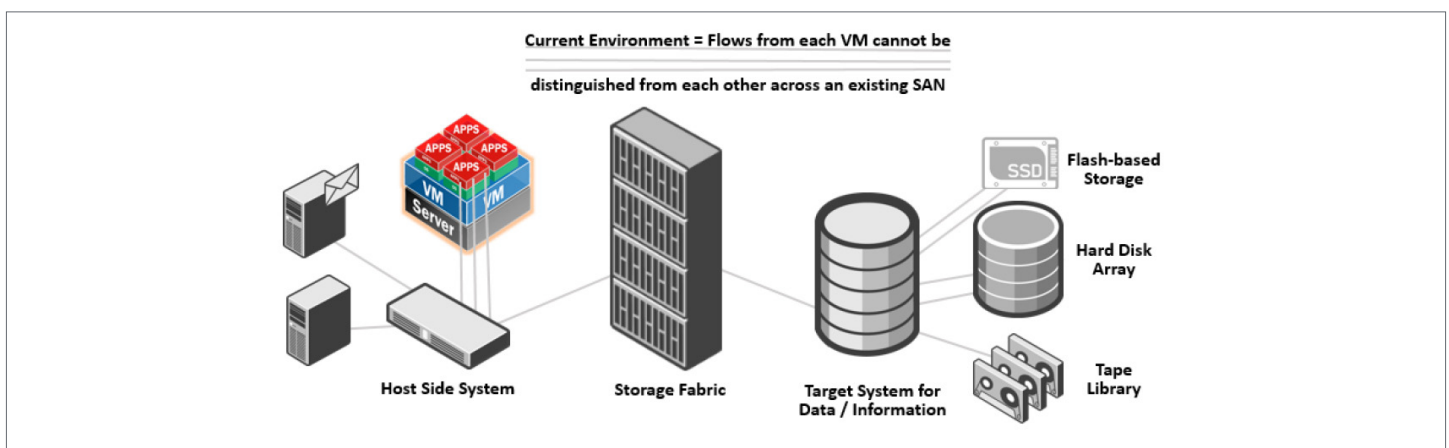 Current Environment = Flows from each VM cannot be
distinguished from each other across an existing SAN
APPS
APPS
APPS
APPS
VM
VM
Server
SSD
Flash-based
Storage
Hard Disk
Array
Host Side System
Storage Fabric
Target System for
Data / Information
Tape
Library